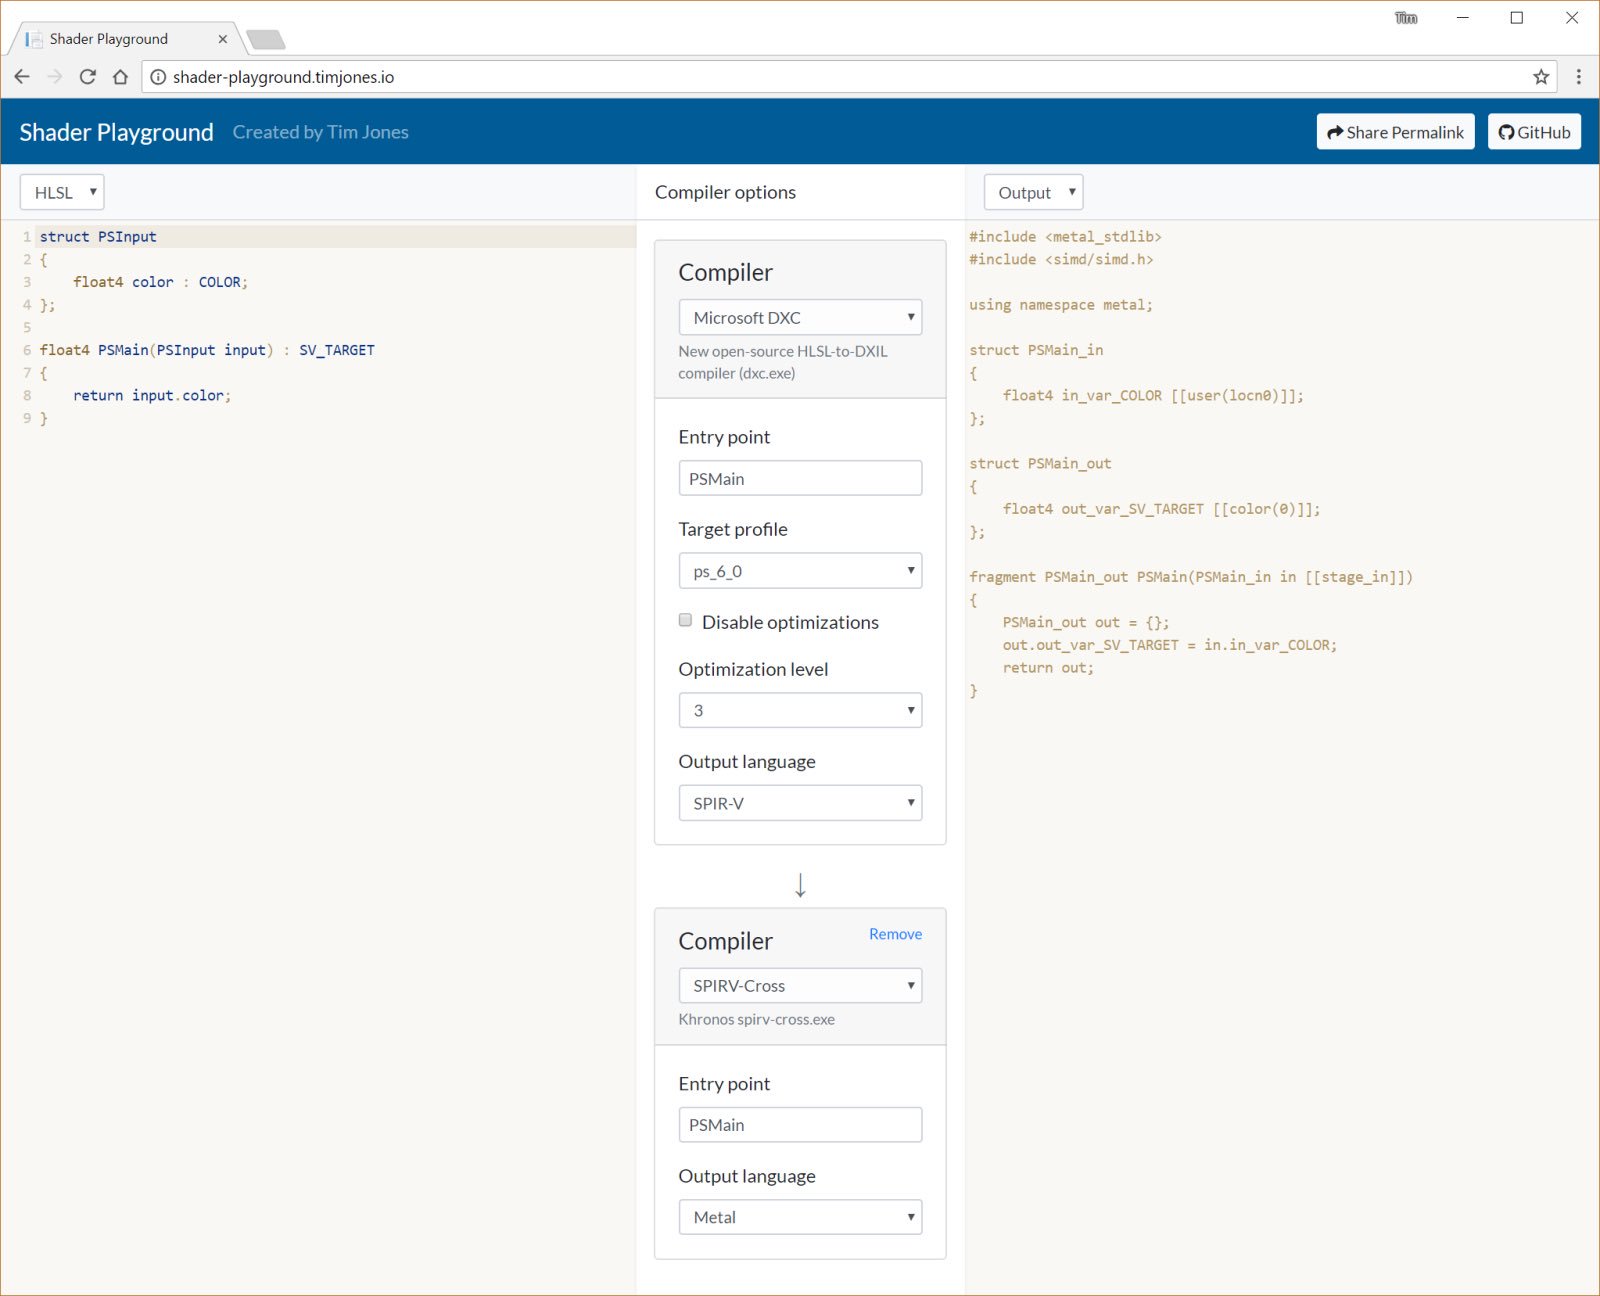 Shader Playground
Tim
shader-playground.timjones.io
Shader Playground Created by Tim Jones
Share Permalink
GitHub
HLSL
1 struct PSInput
2 {
3     float4 color : COLOR;
4 };
5
6 float4 PSMain(PSInput input) : SV_TARGET
7 {
8     return input.color;
9 }
Compiler options
Compiler
Microsoft DXC
New open-source HLSL-to-DXIL
compiler (dxc.exe)
Entry point
PSMain
Target profile
ps_6_0
Disable optimizations
Optimization level
3
Output language
SPIR-V
↓
Compiler
Remove
SPIRV-Cross
Khronos spirv-cross.exe
Entry point
PSMain
Output language
Metal
Output
#include <metal_stdlib>
#include <simd/simd.h>
using namespace metal;
struct PSMain_in
{
    float4 in_var_COLOR [[user(locn0)]];
};
struct PSMain_out
{
    float4 out_var_SV_TARGET [[color(0)]];
};
fragment PSMain_out PSMain(PSMain_in in [[stage_in]])
{
    PSMain_out out = {};
    out.out_var_SV_TARGET = in.in_var_COLOR;
    return out;
}